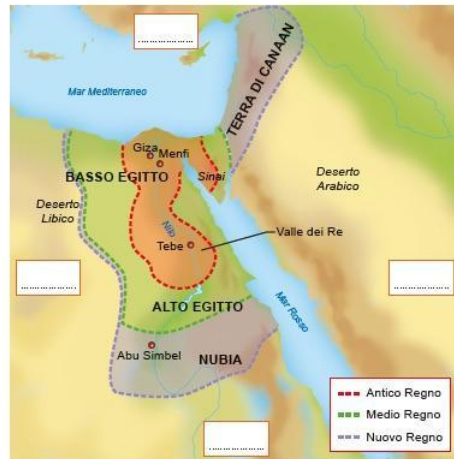 Mar Mediterraneo
TERRA DI CANAAN
Giza
Menfi
BASSO EGITTO
Sinai
Deserto
Arabico
Deserto
Libico
Nilo
Tebe
Valle dei Re
ALTO EGITTO
Mar Rosso
Abu Simbel
NUBIA
Antico Regno
Medio Regno
Nuovo Regno